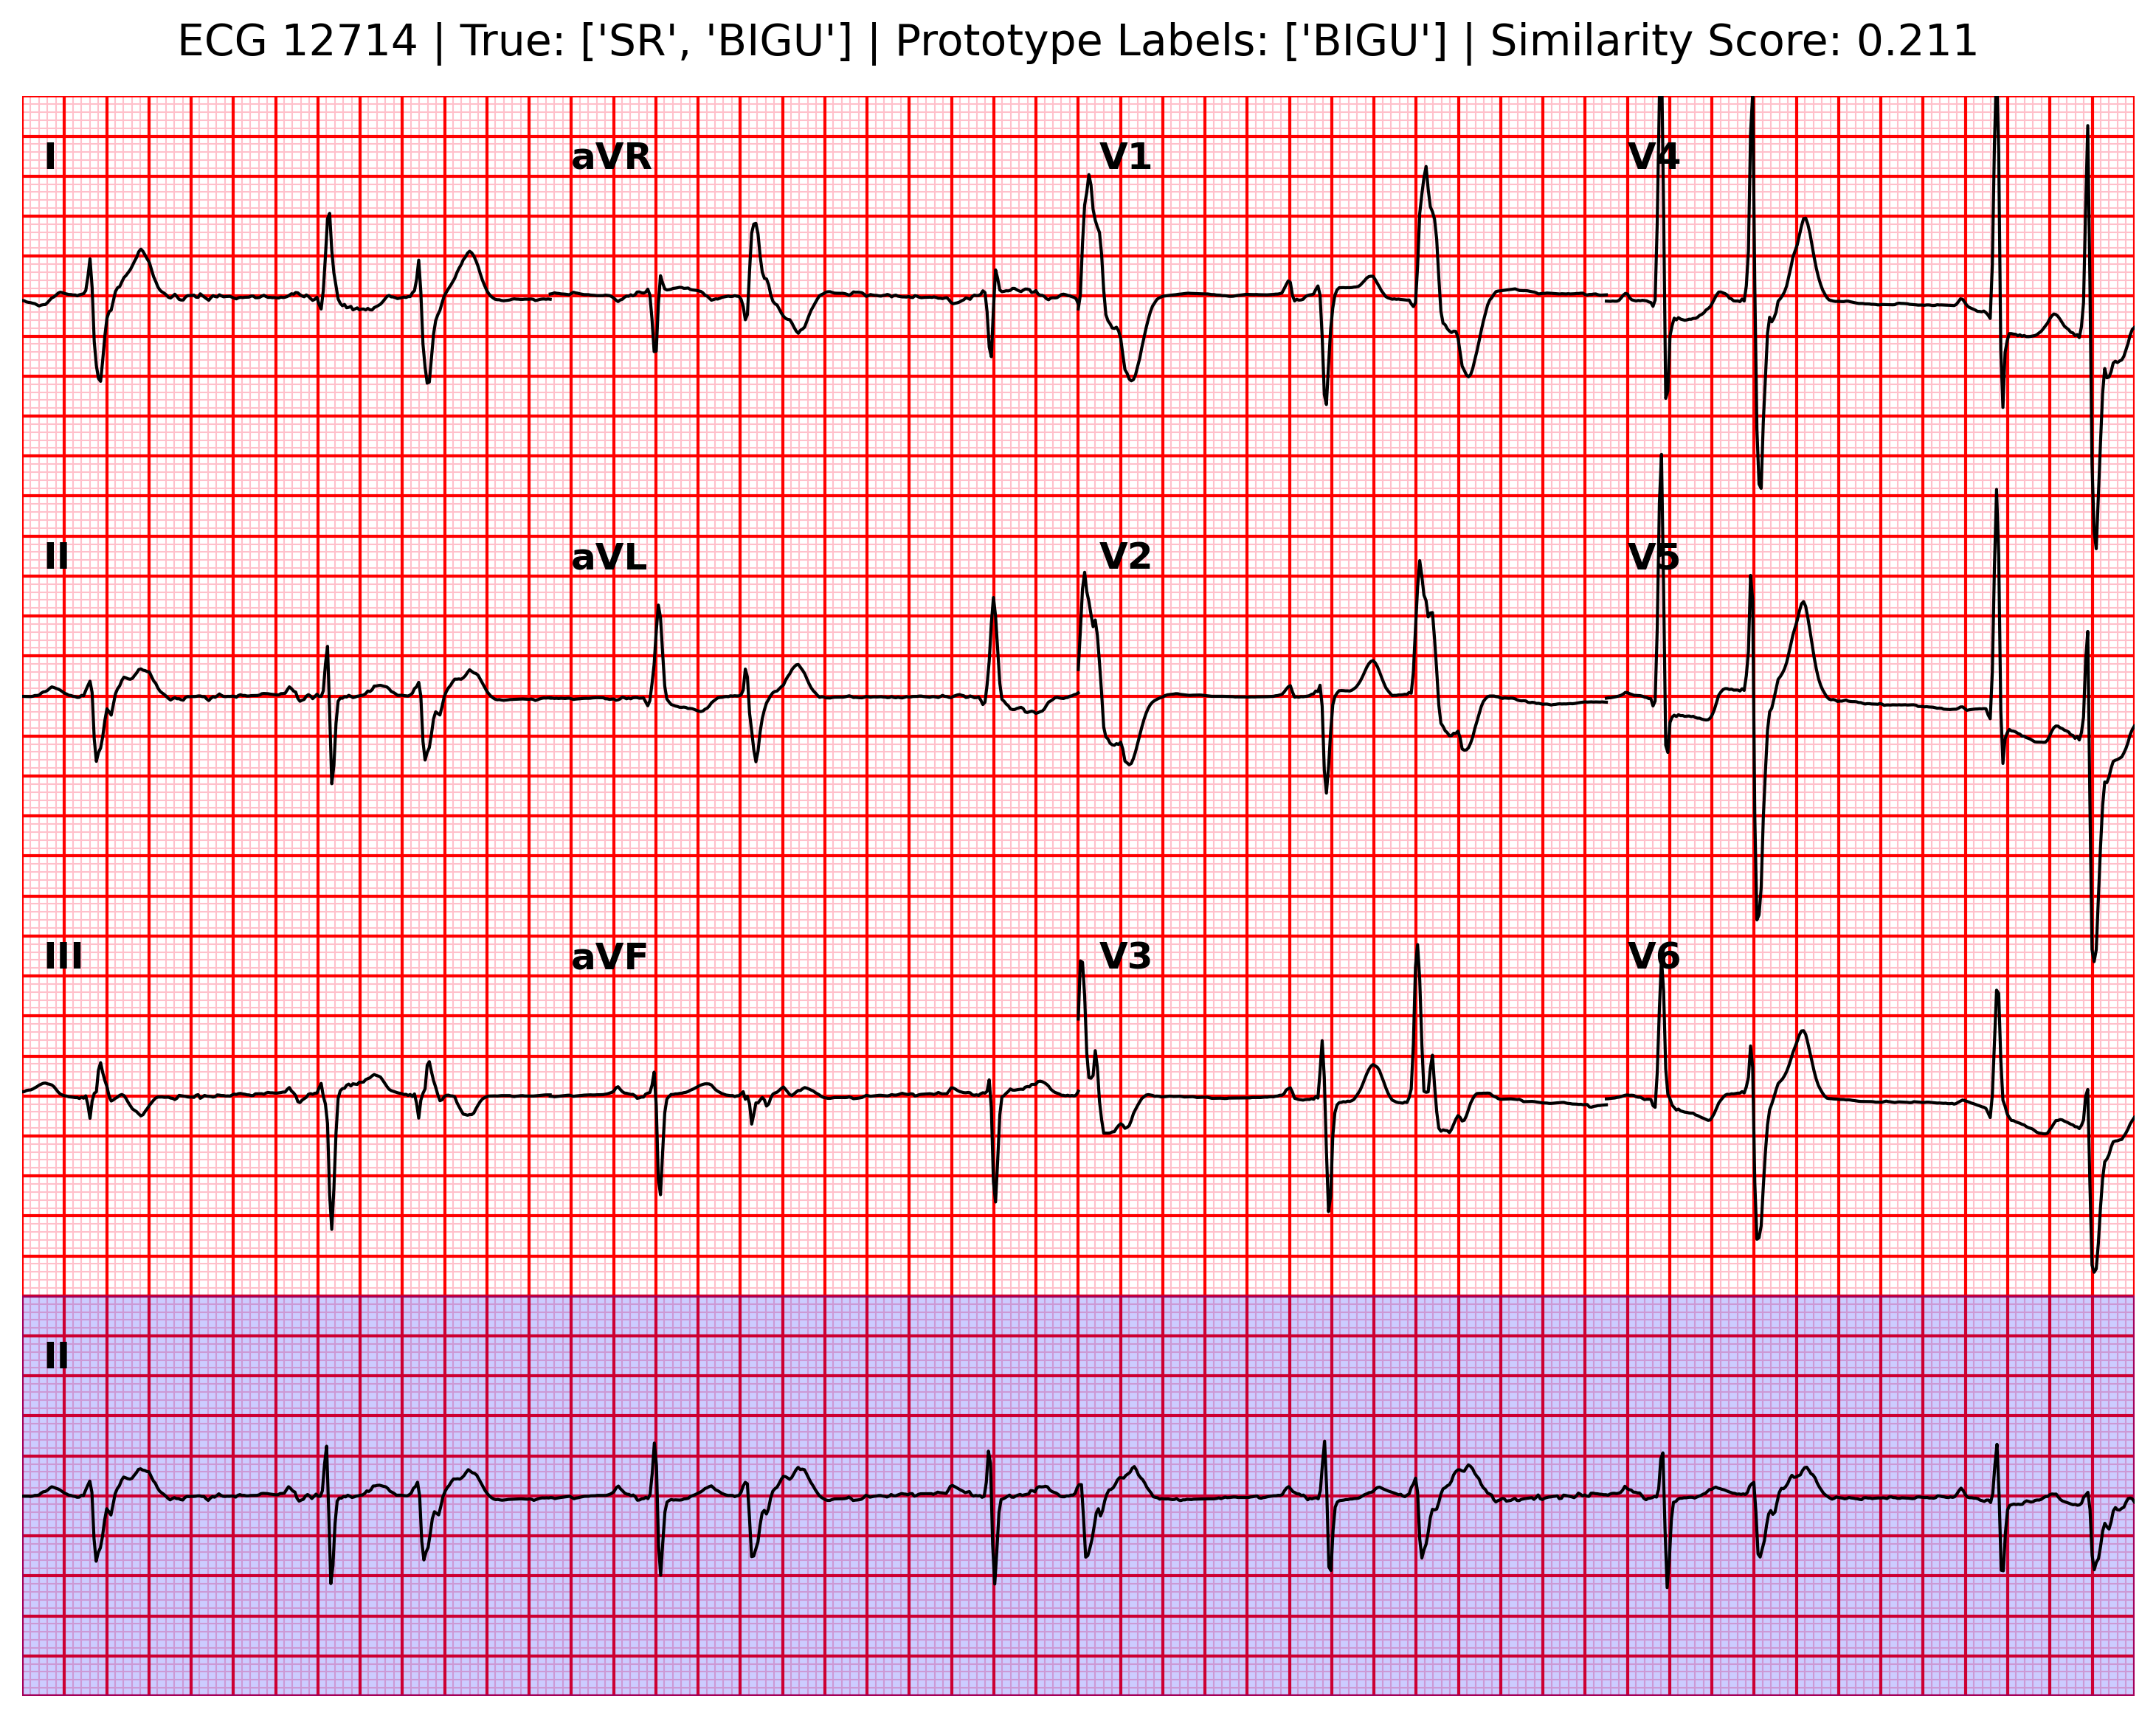 ECG 12714 | True: ['SR', 'BIGU'] | Prototype Labels: ['BIGU'] | Similarity Score: 0.211
I aVR V1 V4
II aVL V2 V5
III aVF V3 V6
II